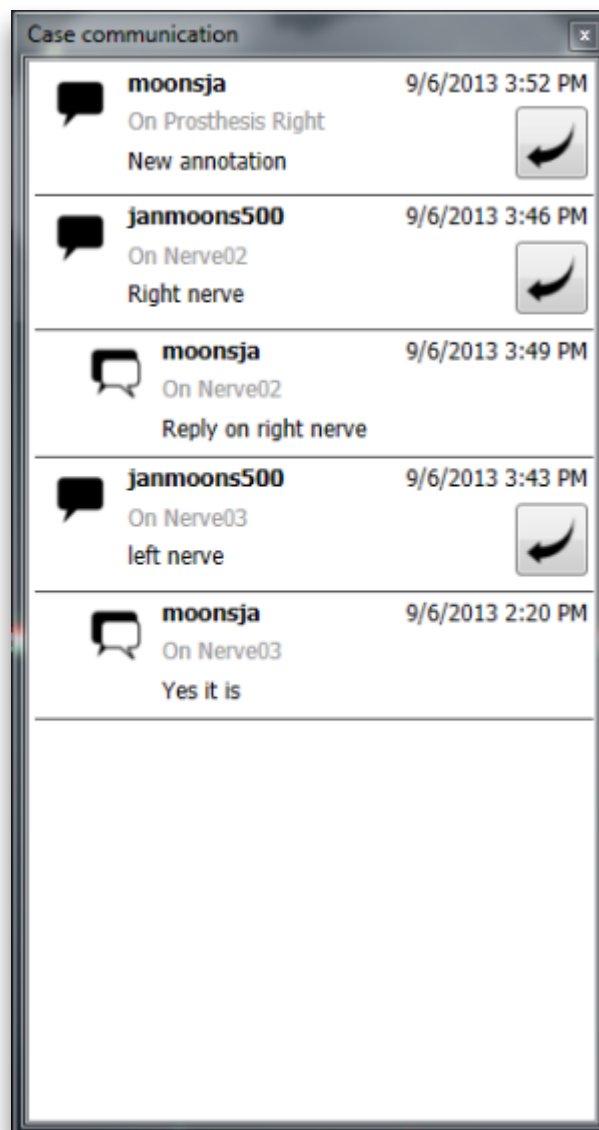 Case communication
x
moonsja 9/6/2013 3:52 PM
On Prosthesis Right
New annotation
janmoons500 9/6/2013 3:46 PM
On Nerve02
Right nerve
moonsja 9/6/2013 3:49 PM
On Nerve02
Reply on right nerve
janmoons500 9/6/2013 3:43 PM
On Nerve03
left nerve
moonsja 9/6/2013 2:20 PM
On Nerve03
Yes it is